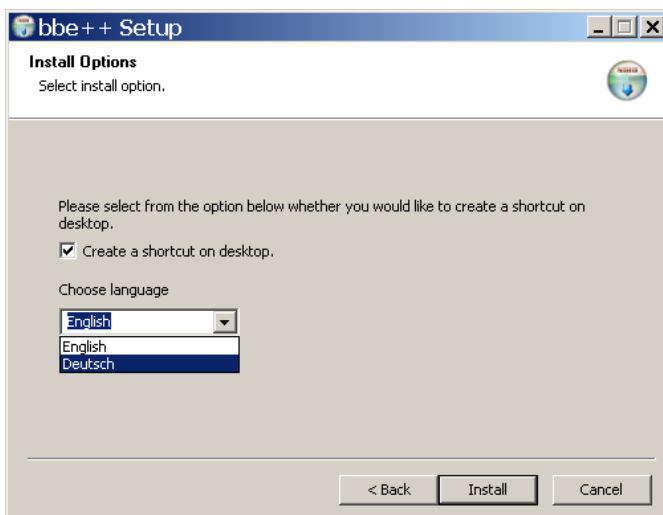 bbe++ Setup
Install Options
Select install option.
Please select from the option below whether you would like to create a shortcut on
desktop.
Create a shortcut on desktop.
Choose language
English
English
Deutsch
< Back Install Cancel